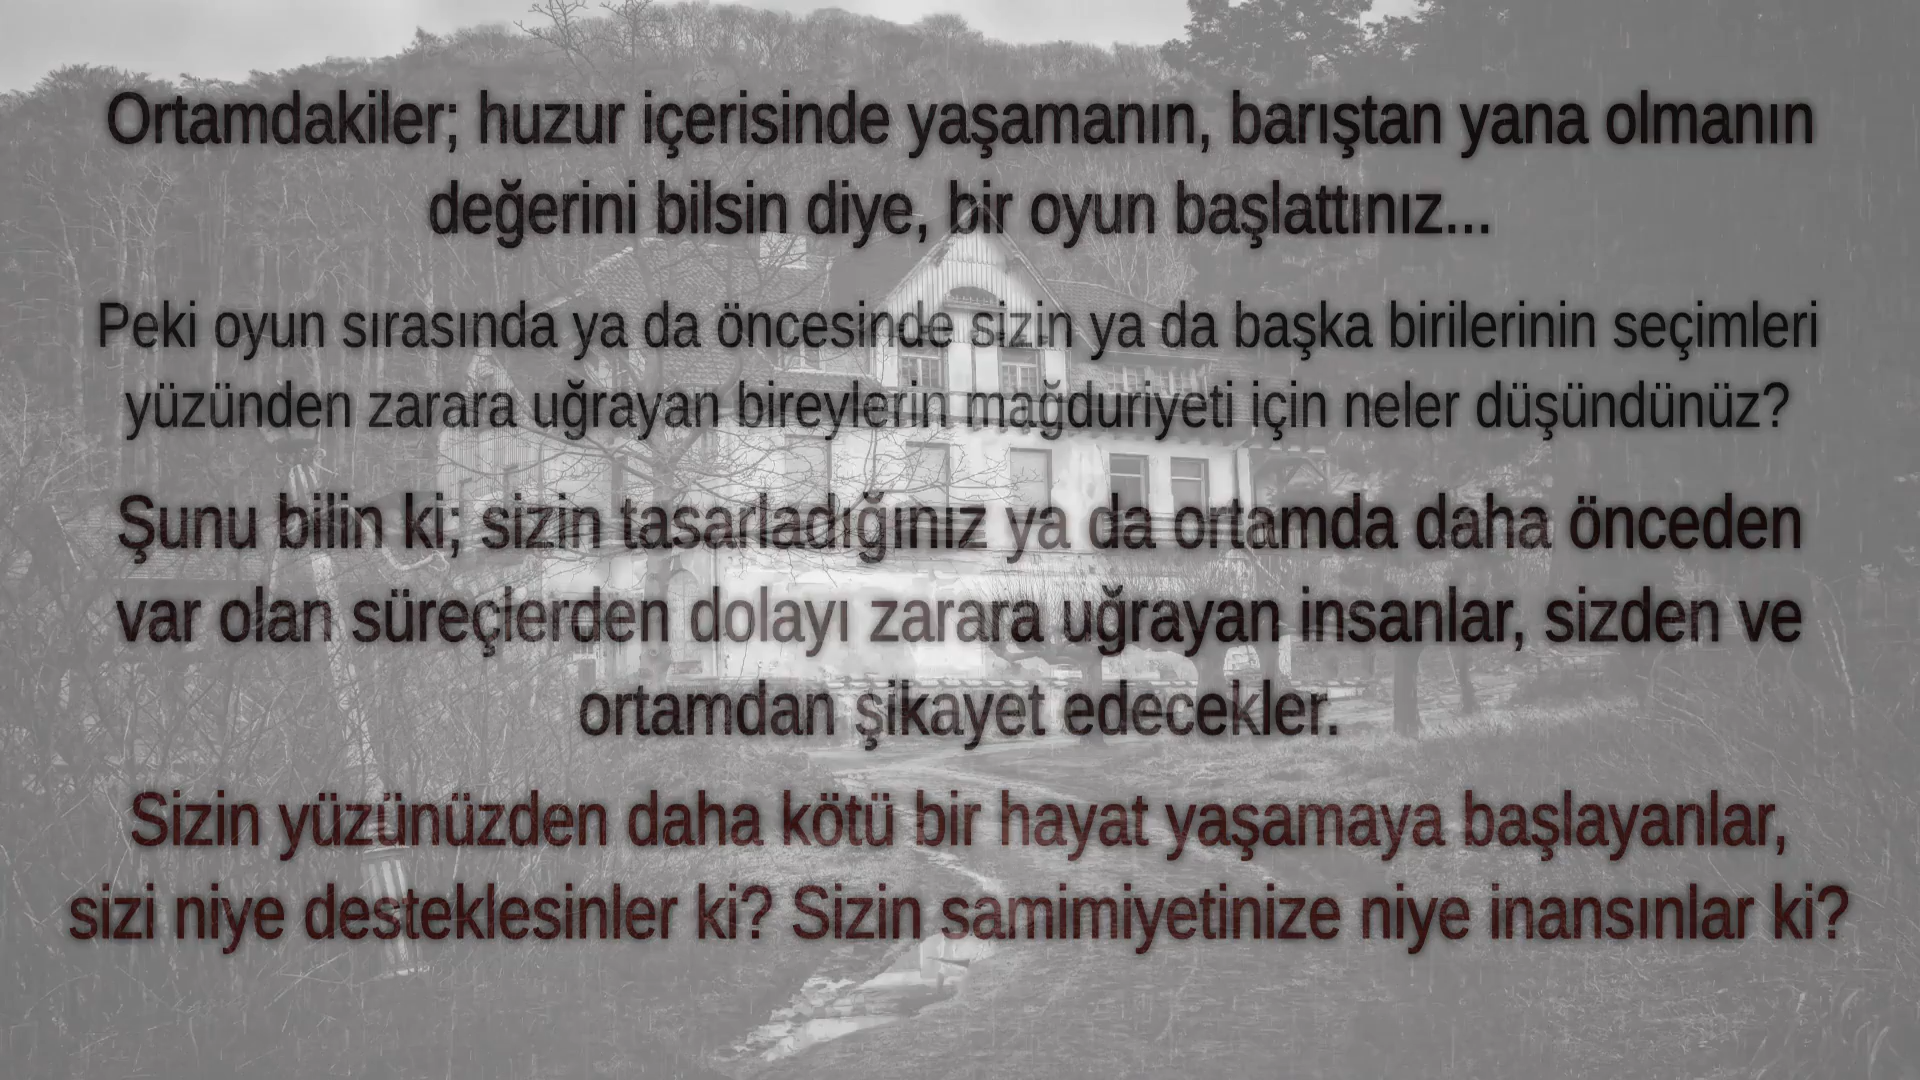 Ortamdakiler; huzur içerisinde yaşamanın, barıştan yana olmanın
değerini bilsin diye, bir oyun başlattınız...
Peki oyun sırasında ya da öncesinde sizin ya da başka birilerinin seçimleri
yüzünden zarara uğrayan bireylerin mağduriyeti için neler düşündünüz?
Şunu bilin ki; sizin tasarladığınız ya da ortamda daha önceden
var olan süreçlerden dolayı zarara uğrayan insanlar, sizden ve
ortamdan şikayet edecekler.
Sizin yüzünüzden daha kötü bir hayat yaşamaya başlayanlar,
sizi niye desteklesinler ki? Sizin samimiyetinize niye inansınlar ki?